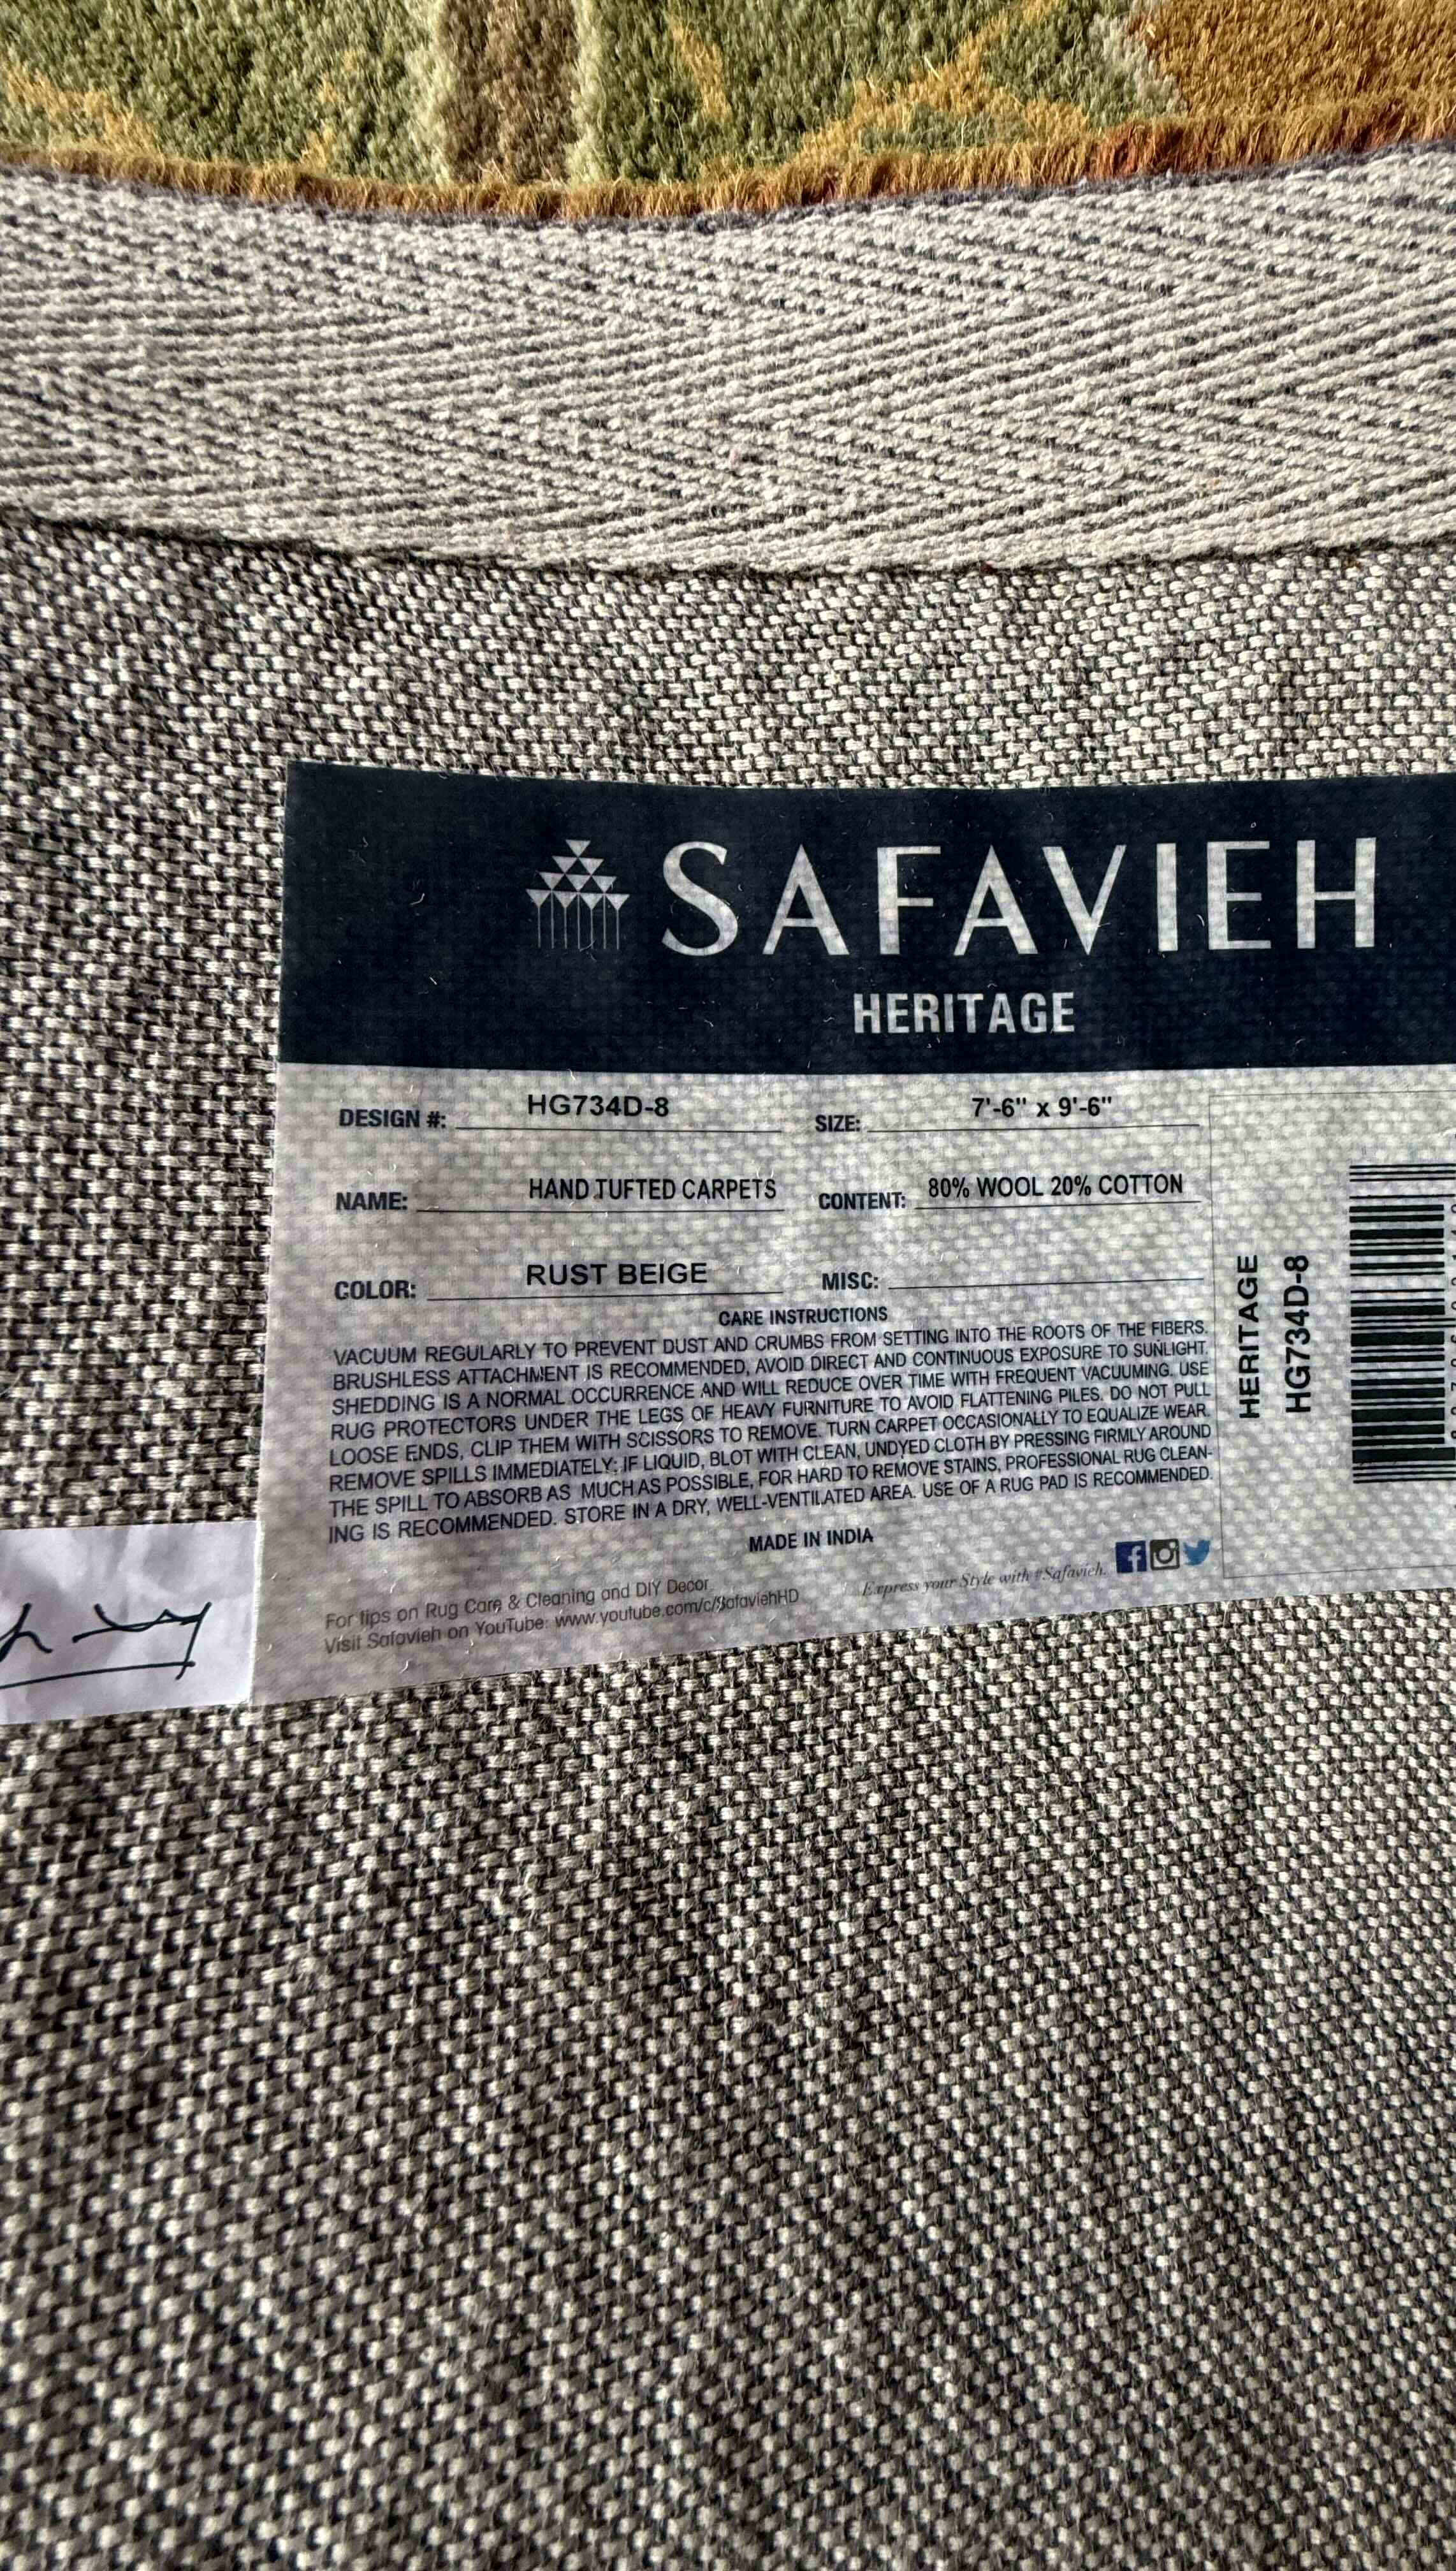 SAFAVIEH
HERITAGE
DESIGN #: HG734D-8 SIZE: 7'-6" x 9'-6"
NAME: HAND TUFTED CARPETS CONTENT: 80% WOOL 20% COTTON
COLOR: RUST BEIGE MISC:
CARE INSTRUCTIONS
VACUUM REGULARLY TO PREVENT DUST AND CRUMBS FROM SETTING INTO THE ROOTS OF THE FIBERS.
BRUSHLESS ATTACHMENT IS RECOMMENDED, AVOID DIRECT AND CONTINUOUS EXPOSURE TO SUNLIGHT.
SHEDDING IS A NORMAL OCCURRENCE AND WILL REDUCE OVER TIME WITH FREQUENT VACUUMING. USE
RUG PROTECTORS UNDER THE LEGS OF HEAVY FURNITURE TO AVOID FLATTENING PILES. DO NOT PULL
LOOSE ENDS, CLIP THEM WITH SCISSORS TO REMOVE. TURN CARPET OCCASIONALLY TO EQUALIZE WEAR.
REMOVE SPILLS IMMEDIATELY: IF LIQUID, BLOT WITH CLEAN, UNDYED CLOTH BY PRESSING FIRMLY AROUND
THE SPILL TO ABSORB AS MUCH AS POSSIBLE, FOR HARD TO REMOVE STAINS, PROFESSIONAL RUG CLEAN-
ING IS RECOMMENDED. STORE IN A DRY, WELL-VENTILATED AREA. USE OF A RUG PAD IS RECOMMENDED.
MADE IN INDIA
For tips on Rug Care & Cleaning and DIY Decor
Visit Safavieh on YouTube: www.youtube.com/c/SafaviehHD
Express your Style with #Safavieh.
HERITAGE
HG734D-8